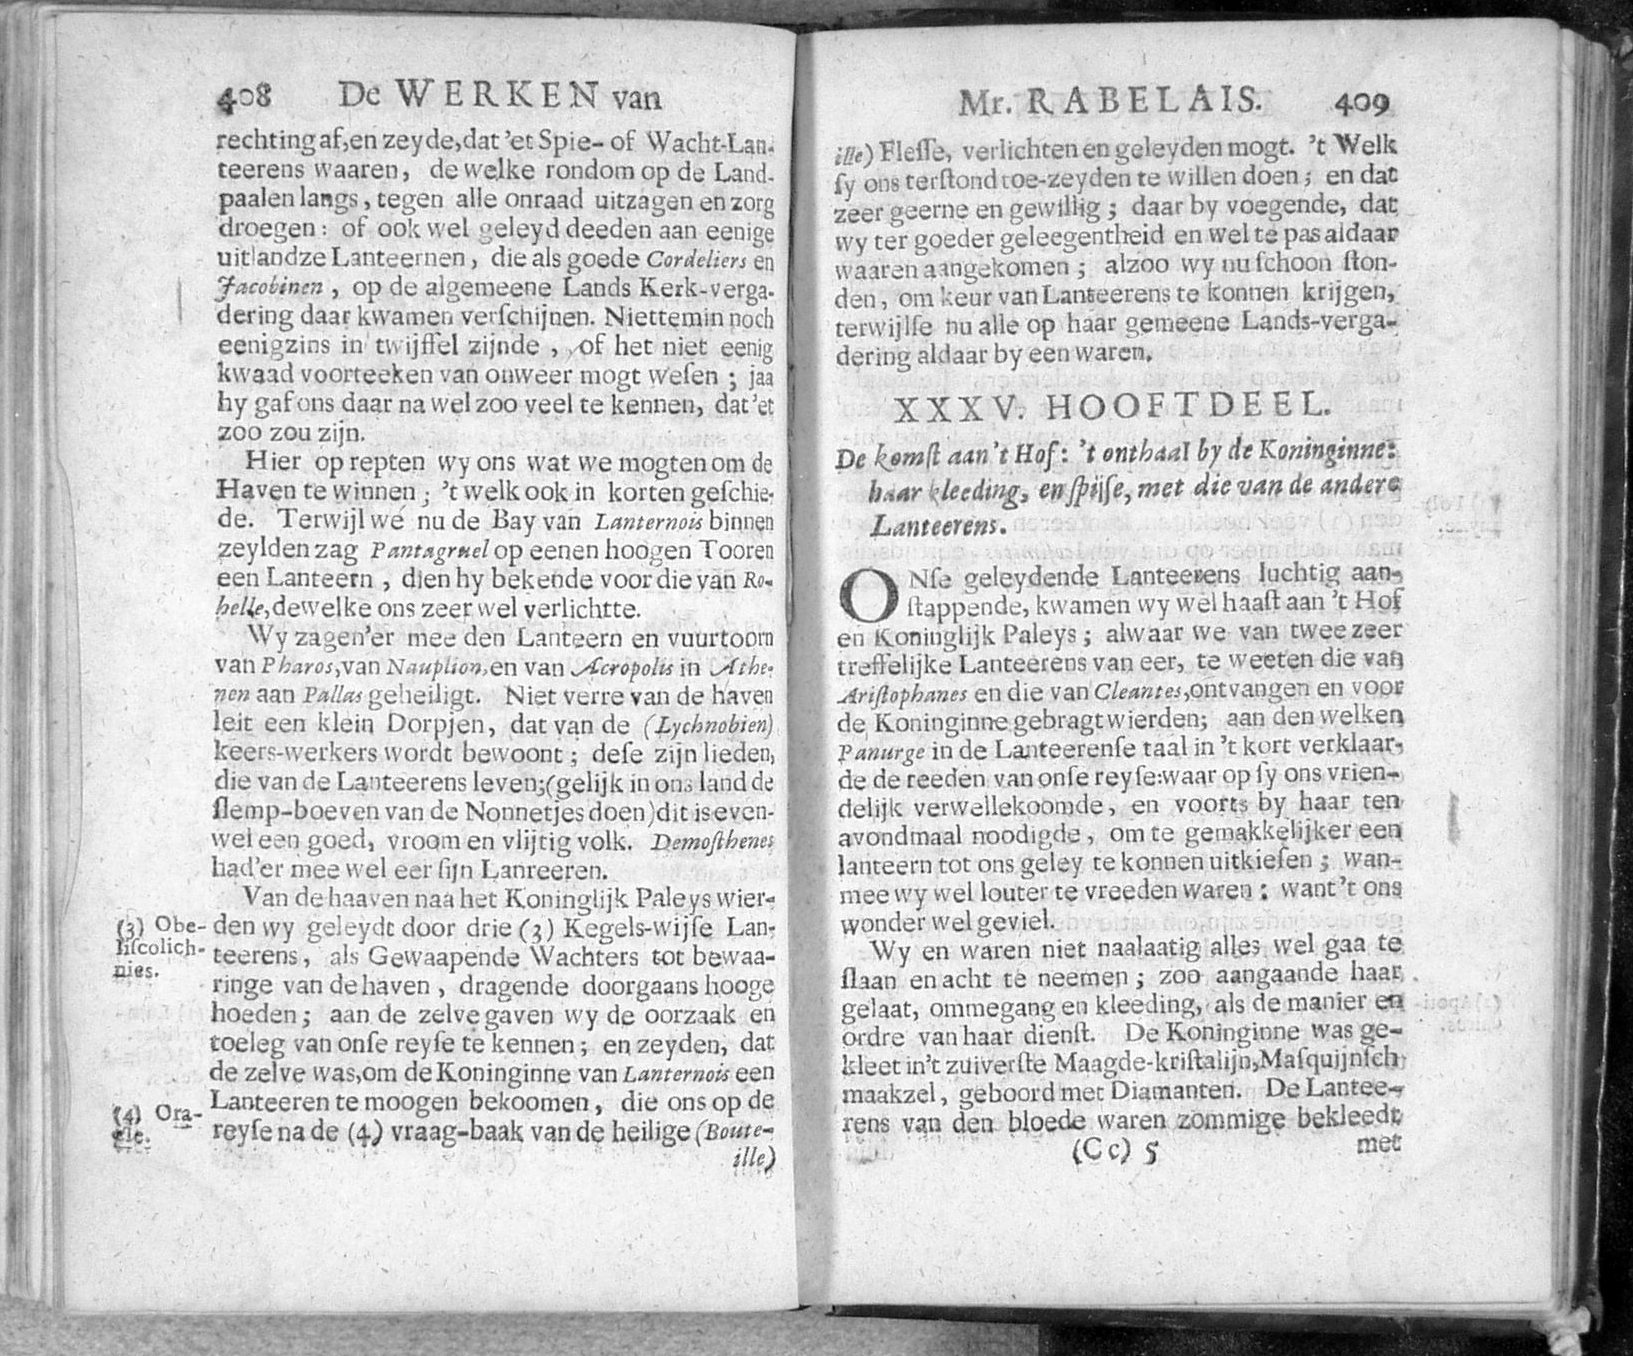 408 De WERKEN van
rechting af, en zeyde, dat 'et Spie- of Wacht-Lan-
teerens waaren, de welke rondom op de Land-
paalen langs, tegen alle onraad uitzagen en zorg
droegen: of ook wel geleyd deeden aan eenige
uitlandze Lanteernen, die als goede Cordeliers en
Jacobinen, op de algemeene Lands Kerk-verga-
dering daar kwamen verſchijnen. Niettemin noch
eenigzins in twijffel zijnde, of het niet eenig
kwaad voorteeken van onweer mogt weſen; jaa
hy gaf ons daar na wel zoo veel te kennen, dat 'et
zoo zou zijn.
Hier op repten wy ons wat we mogten om de
Haven te winnen; 't welk ook in korten geſchie-
de. Terwijl we nu de Bay van Lanternois binnen
zeylden zag Pantagruel op eenen hoogen Tooren
een Lanteern, dien hy bekende voor die van Ro-
helle, dewelke ons zeer wel verlichtte.
Wy zagen'er mee den Lanteern en vuurtoorn
van Pharos, van Nauplion, en van Acropolis in Athe-
nen aan Pallas geheiligt. Niet verre van de haven
leit een klein Dorpjen, dat van de (Lychnobien)
keers-werkers wordt bewoont; deſe zijn lieden,
die van de Lanteerens leven; (gelijk in ons land de
ſlemp-boeven van de Nonnetjes doen) dit is even-
wel een goed, vroom en vlijtig volk. Demoſthenes
had'er mee wel eer ſijn Lanreeren.
Van de haaven naa het Koninglijk Paleys wier-
den wy geleydt door drie (3) Kegels-wijſe Lan-
teerens, als Gewaapende Wachters tot bewaa-
ringe van de haven, dragende doorgaans hooge
hoeden; aan de zelve gaven wy de oorzaak en
toeleg van onſe reyſe te kennen; en zeyden, dat
de zelve was, om de Koninginne van Lanternois een
Lanteeren te moogen bekoomen, die ons op de
reyſe na de (4) vraag-baak van de heilige (Boute-
ille)
(3) Obe-
liſcolich-
nies.
(4) Ora-
cle.
Mr. RABELAIS. 409
ille) Fleſſe, verlichten en geleyden mogt. 't Welk
ſy ons terſtond toe-zeyden te willen doen; en dat
zeer geerne en gewillig; daar by voegende, dat
wy ter goeder geleegentheid en wel te pas aldaar
waaren aangekomen; alzoo wy nu ſchoon ſton-
den, om keur van Lanteerens te konnen krijgen,
terwijlſe nu alle op haar gemeene Lands-verga-
dering aldaar by een waren.
XXXV. HOOFTDEEL.
De komſt aan 't Hof: 't onthaal by de Koninginne:
haar kleeding, en ſpijſe, met die van de andere
Lanteerens.
ONſe geleydende Lanteerens luchtig aan-
ſtappende, kwamen wy wel haaſt aan 't Hof
en Koninglijk Paleys; alwaar we van twee zeer
treffelijke Lanteerens van eer, te weeten die van
Ariſtophanes en die van Cleantes, ontvangen en voor
de Koninginne gebragt wierden; aan den welken
Panurge in de Lanteerenſe taal in 't kort verklaar-
de de reeden van onſe reyſe: waar op ſy ons vrien-
delijk verwellekoomde, en voorts by haar ten
avondmaal noodigde, om te gemakkelijker een
lanteern tot ons geley te konnen uitkieſen; wan-
mee wy wel louter te vreeden waren: want 't ons
wonder wel geviel.
Wy en waren niet naalaatig alles wel gaa te
ſlaan en acht te neemen; zoo aangaande haar
gelaat, ommegang en kleeding, als de manier en
ordre van haar dienſt. De Koninginne was ge-
kleet in't zuiverſte Maagde-kriſtalijn, Maſquijnſch
maakzel, geboord met Diamanten. De Lantee-
rens van den bloede waren zommige bekleedt
(Cc) 5 met